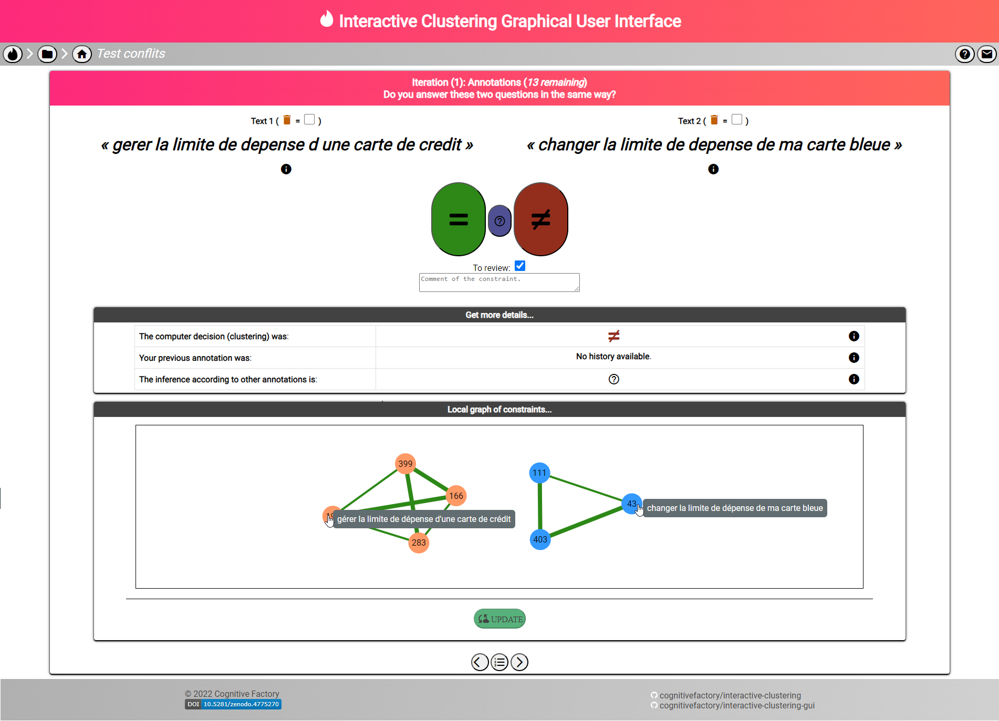 Interactive Clustering Graphical User Interface
Test conflits
Iteration (1): Annotations (13 remaining)
Do you answer these two questions in the same way?
Text 1 ( = )
Text 2 ( = )
« gerer la limite de depense d une carte de credit »
« changer la limite de depense de ma carte bleue »
To review:
Comment of the constraint.
Get more details...
The computer decision (clustering) was: ≠
Your previous annotation was: No history available.
The inference according to other annotations is:
Local graph of constraints...
399
111
166
43
changer la limite de dépense de ma carte bleue
gérer la limite de dépense d'une carte de crédit
403
283
UPDATE
© 2022 Cognitive Factory
DOI 10.5281/zenodo.4775270
cognitivefactory/interactive-clustering
cognitivefactory/interactive-clustering-gui